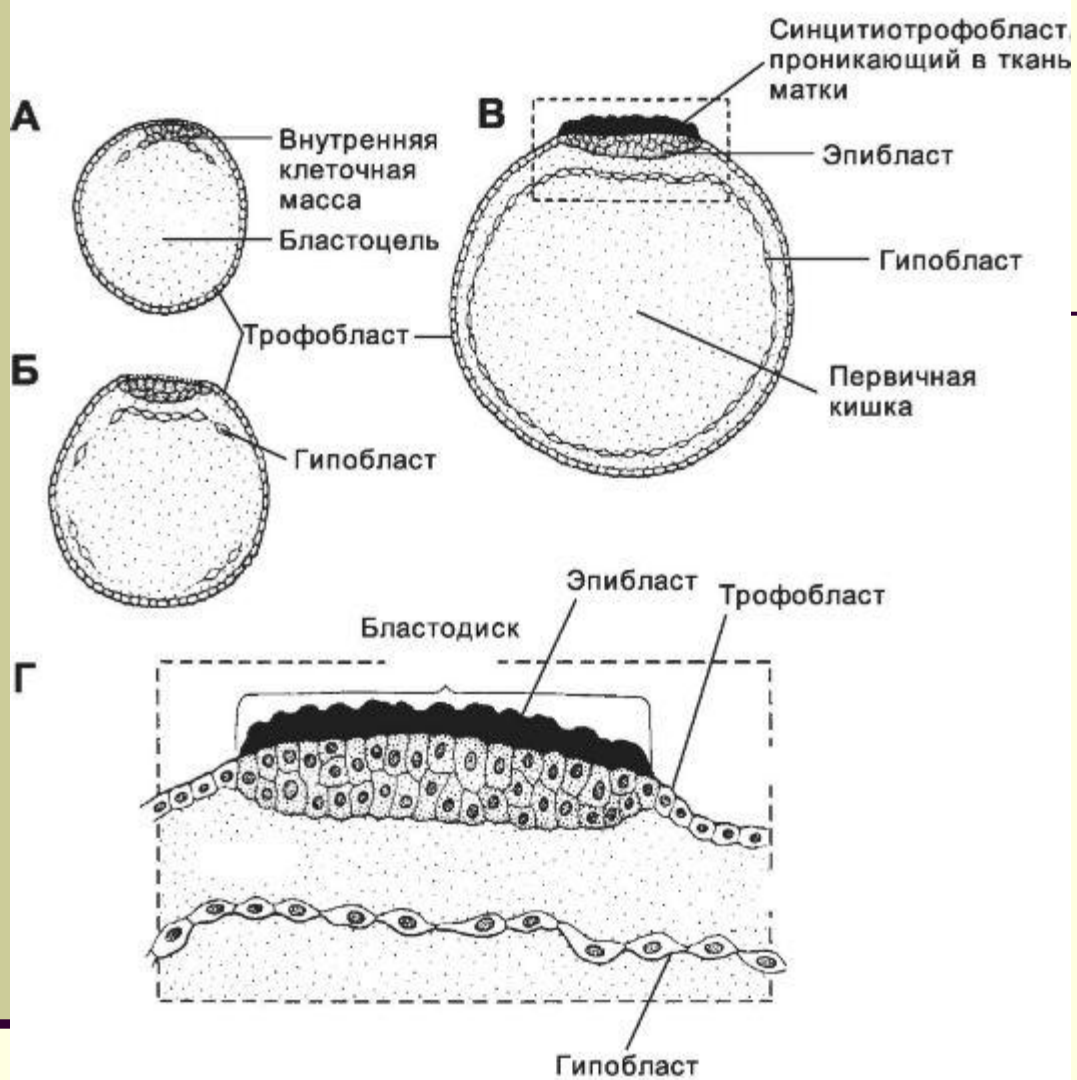 А
Внутренняя
клеточная
масса
Бластоцель
Трофобласт
Б
Гипобласт
В
Синцитиотрофобласт,
проникающий в ткань
матки
Эпибласт
Гипобласт
Первичная
кишка
Г
Бластодиск
Эпибласт
Трофобласт
Гипобласт